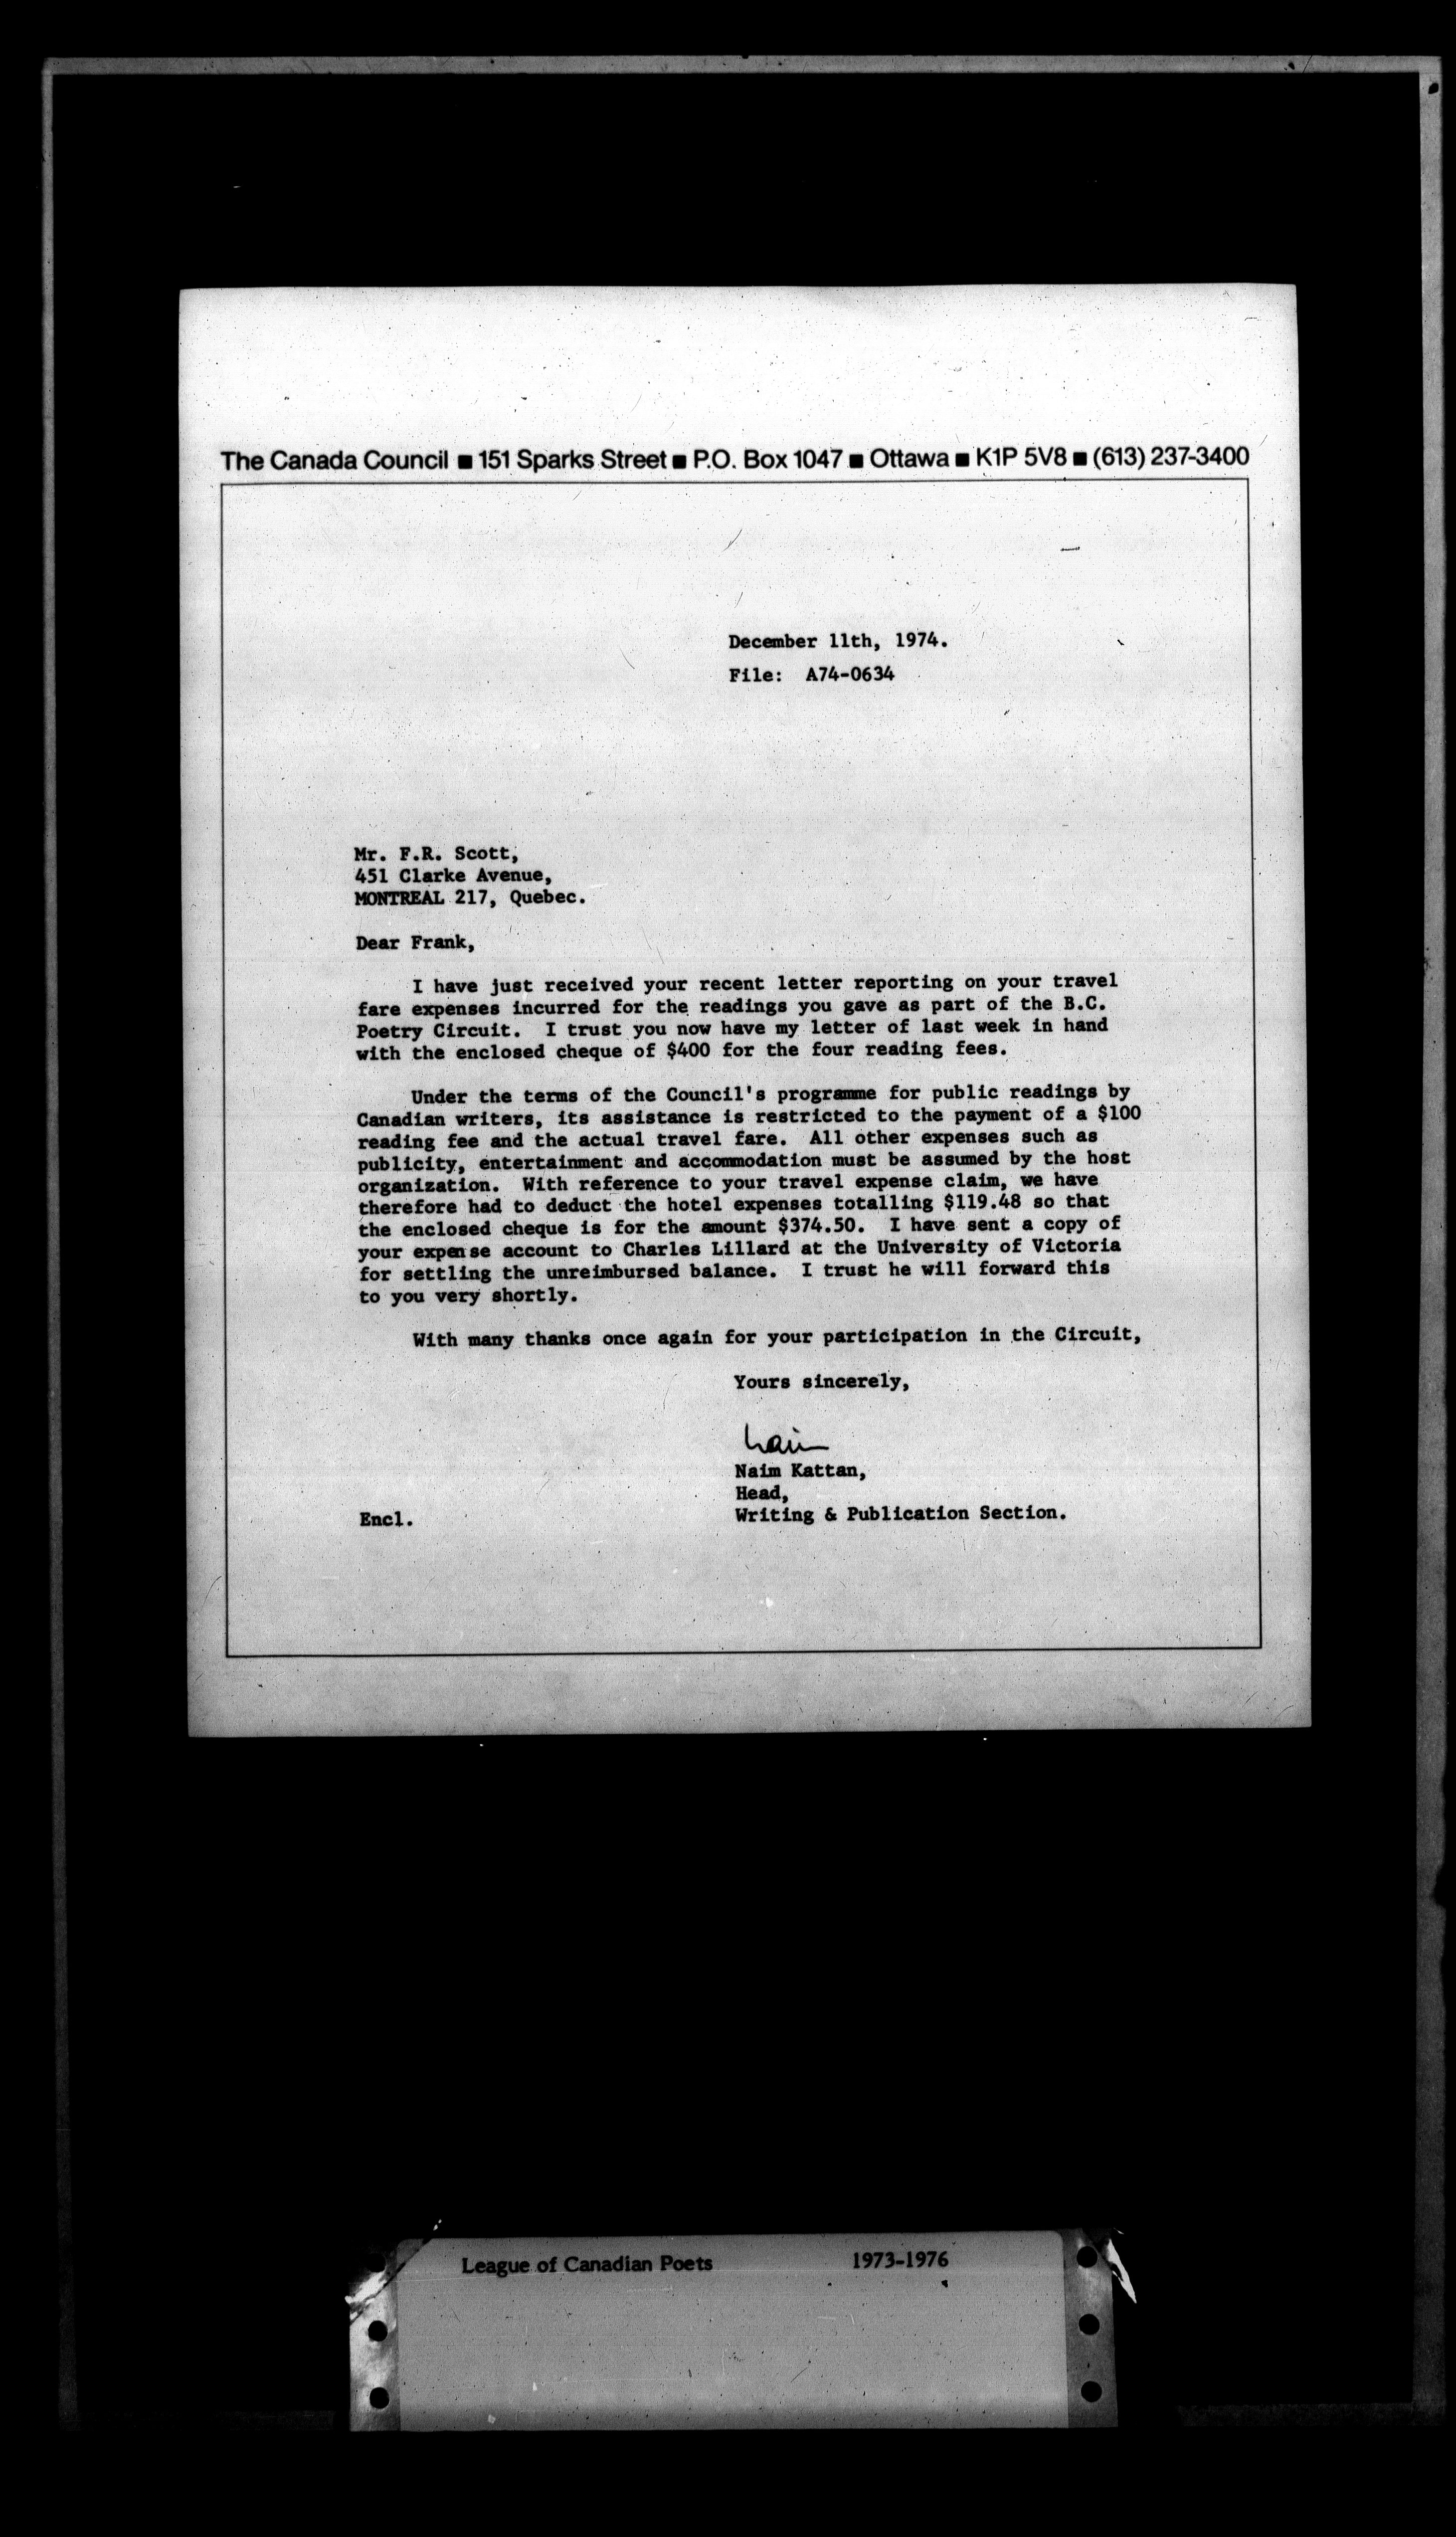 The Canada Council ■ 151 Sparks Street ■ P.O. Box 1047 ■ Ottawa ■ K1P 5V8 ■ (613) 237-3400
December 11th, 1974.
File: A74-0634
Mr. F.R. Scott,
451 Clarke Avenue,
MONTREAL 217, Quebec.
Dear Frank,
I have just received your recent letter reporting on your travel
fare expenses incurred for the readings you gave as part of the B.C.
Poetry Circuit. I trust you now have my letter of last week in hand
with the enclosed cheque of $400 for the four reading fees.
Under the terms of the Council's programme for public readings by
Canadian writers, its assistance is restricted to the payment of a $100
reading fee and the actual travel fare. All other expenses such as
publicity, entertainment and accommodation must be assumed by the host
organization. With reference to your travel expense claim, we have
therefore had to deduct the hotel expenses totalling $119.48 so that
the enclosed cheque is for the amount $374.50. I have sent a copy of
your expense account to Charles Lillard at the University of Victoria
for settling the unreimbursed balance. I trust he will forward this
to you very shortly.
With many thanks once again for your participation in the Circuit,
Yours sincerely,
Naim
Naim Kattan,
Head,
Writing & Publication Section.
Encl.
League of Canadian Poets 1973-1976